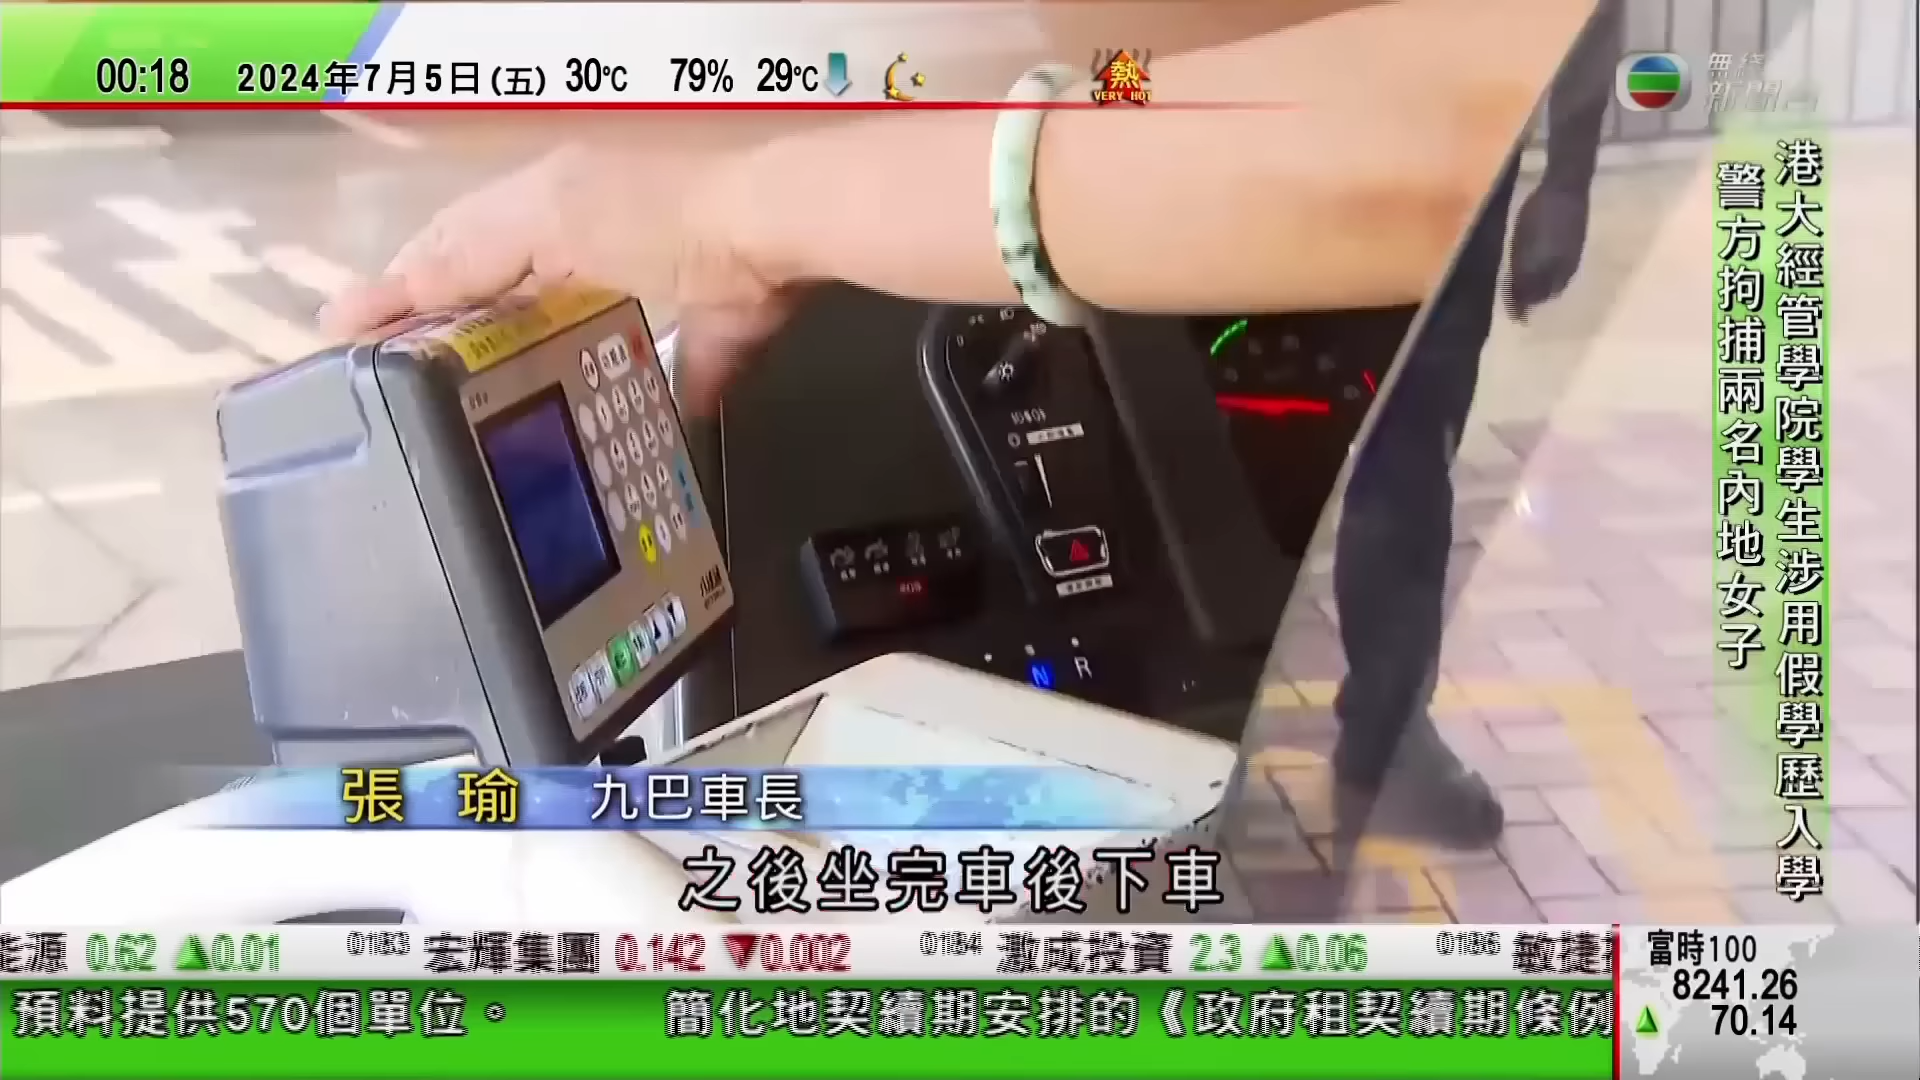 00:18 2024年7月5日(五) 30℃ 79% 29℃
熱
VERY HOT
無綫
新聞台
港大經管學院學生涉用假學歷入學
警方拘捕兩名內地女子
N R
張 瑜 九巴車長
之後坐完車後下車
能源 0.62 ▲0.01 0183 宏輝集團 0.142 ▼0.002 0184 激成投資 2.3 ▲0.06 0186 敏捷
預料提供570個單位。 簡化地契續期安排的《政府租契續期條例
富時100
8241.26
▲ 70.14